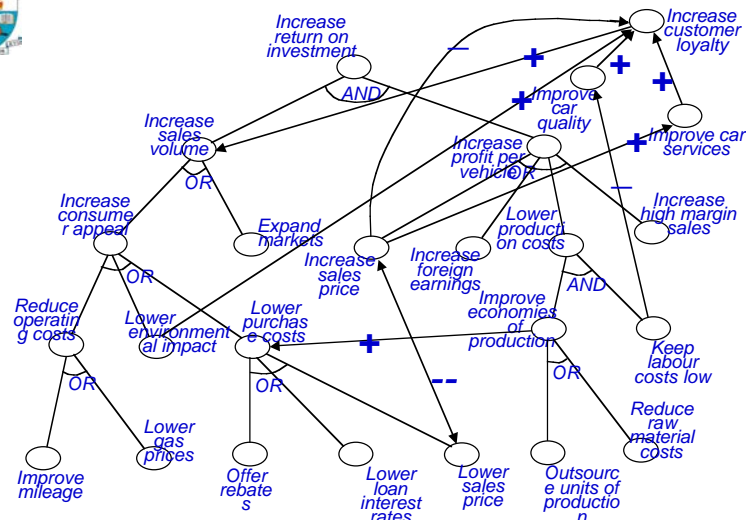 Increase
return on
investment
Increase
customer
loyalty
–
+
+
+
AND
+
Improve
car
quality
Increase
sales
volume
Increase
profit per
vehicle
OR
+
Improve car
services
OR
–
Increase
consume
r appeal
Expand
markets
Lower
producti
on costs
Increase
high margin
sales
Increase
sales
price
Increase
foreign
earnings
OR
AND
Reduce
operatin
g costs
Lower
environment
al impact
Lower
purchas
e costs
Improve
economies
of
production
+
Keep
labour
costs low
OR
OR
--
OR
Lower
gas
prices
Reduce
raw
material
costs
Improve
mileage
Offer
rebate
s
Lower
loan
interest
rates
Lower
sales
price
Outsourc
e units of
productio
n